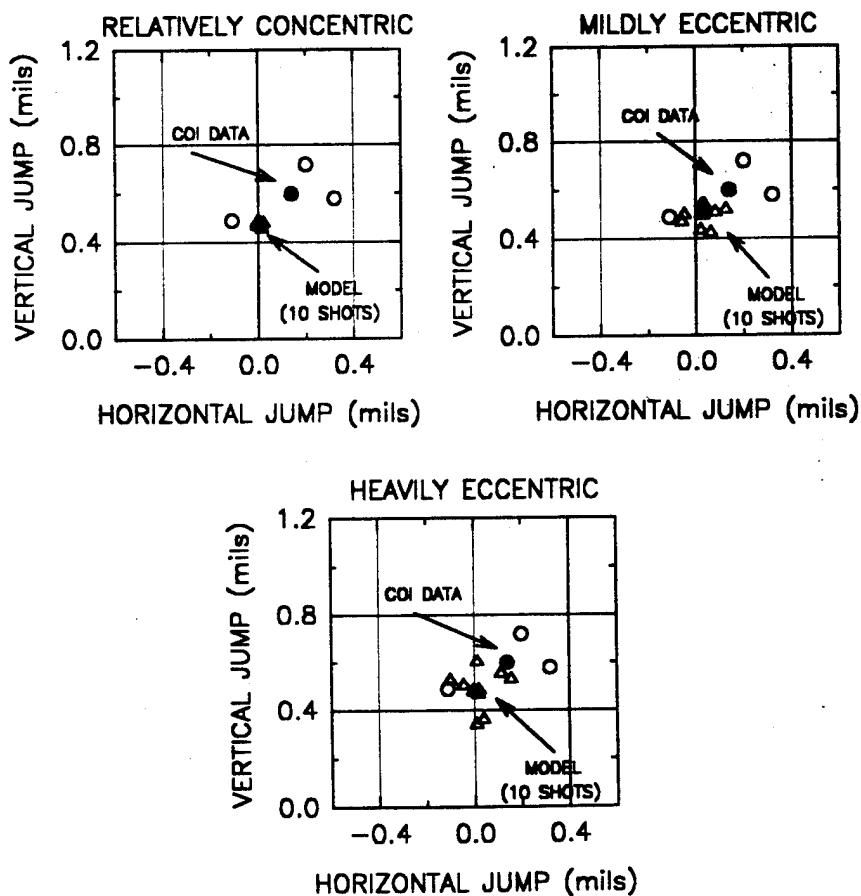 RELATIVELY CONCENTRIC
VERTICAL JUMP (mils)
1.2
0.8
0.4
0.0
COI DATA
MODEL
(10 SHOTS)
−0.4 0.0 0.4
HORIZONTAL JUMP (mils)
MILDLY ECCENTRIC
VERTICAL JUMP (mils)
1.2
0.8
0.4
0.0
COI DATA
MODEL
(10 SHOTS)
−0.4 0.0 0.4
HORIZONTAL JUMP (mils)
HEAVILY ECCENTRIC
VERTICAL JUMP (mils)
1.2
0.8
0.4
0.0
COI DATA
MODEL
(10 SHOTS)
−0.4 0.0 0.4
HORIZONTAL JUMP (mils)